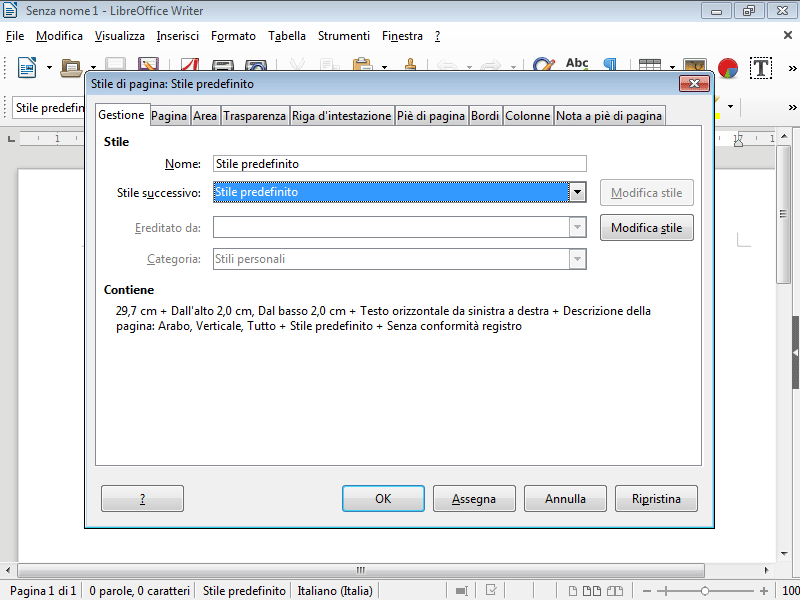 Senza nome 1 - LibreOffice Writer
File Modifica Visualizza Inserisci Formato Tabella Strumenti Finestra ?
Abc
T
Stile predefin
1 17 1
Stile di pagina: Stile predefinito
Gestione Pagina Area Trasparenza Riga d'intestazione Piè di pagina Bordi Colonne Nota a piè di pagina
Stile
Nome: Stile predefinito
Stile successivo: Stile predefinito Modifica stile
Ereditato da: Modifica stile
Categoria: Stili personali
Contiene
29,7 cm + Dall'alto 2,0 cm, Dal basso 2,0 cm + Testo orizzontale da sinistra a destra + Descrizione della
pagina: Arabo, Verticale, Tutto + Stile predefinito + Senza conformità registro
? OK Assegna Annulla Ripristina
Pagina 1 di 1 0 parole, 0 caratteri Stile predefinito Italiano (Italia) 100